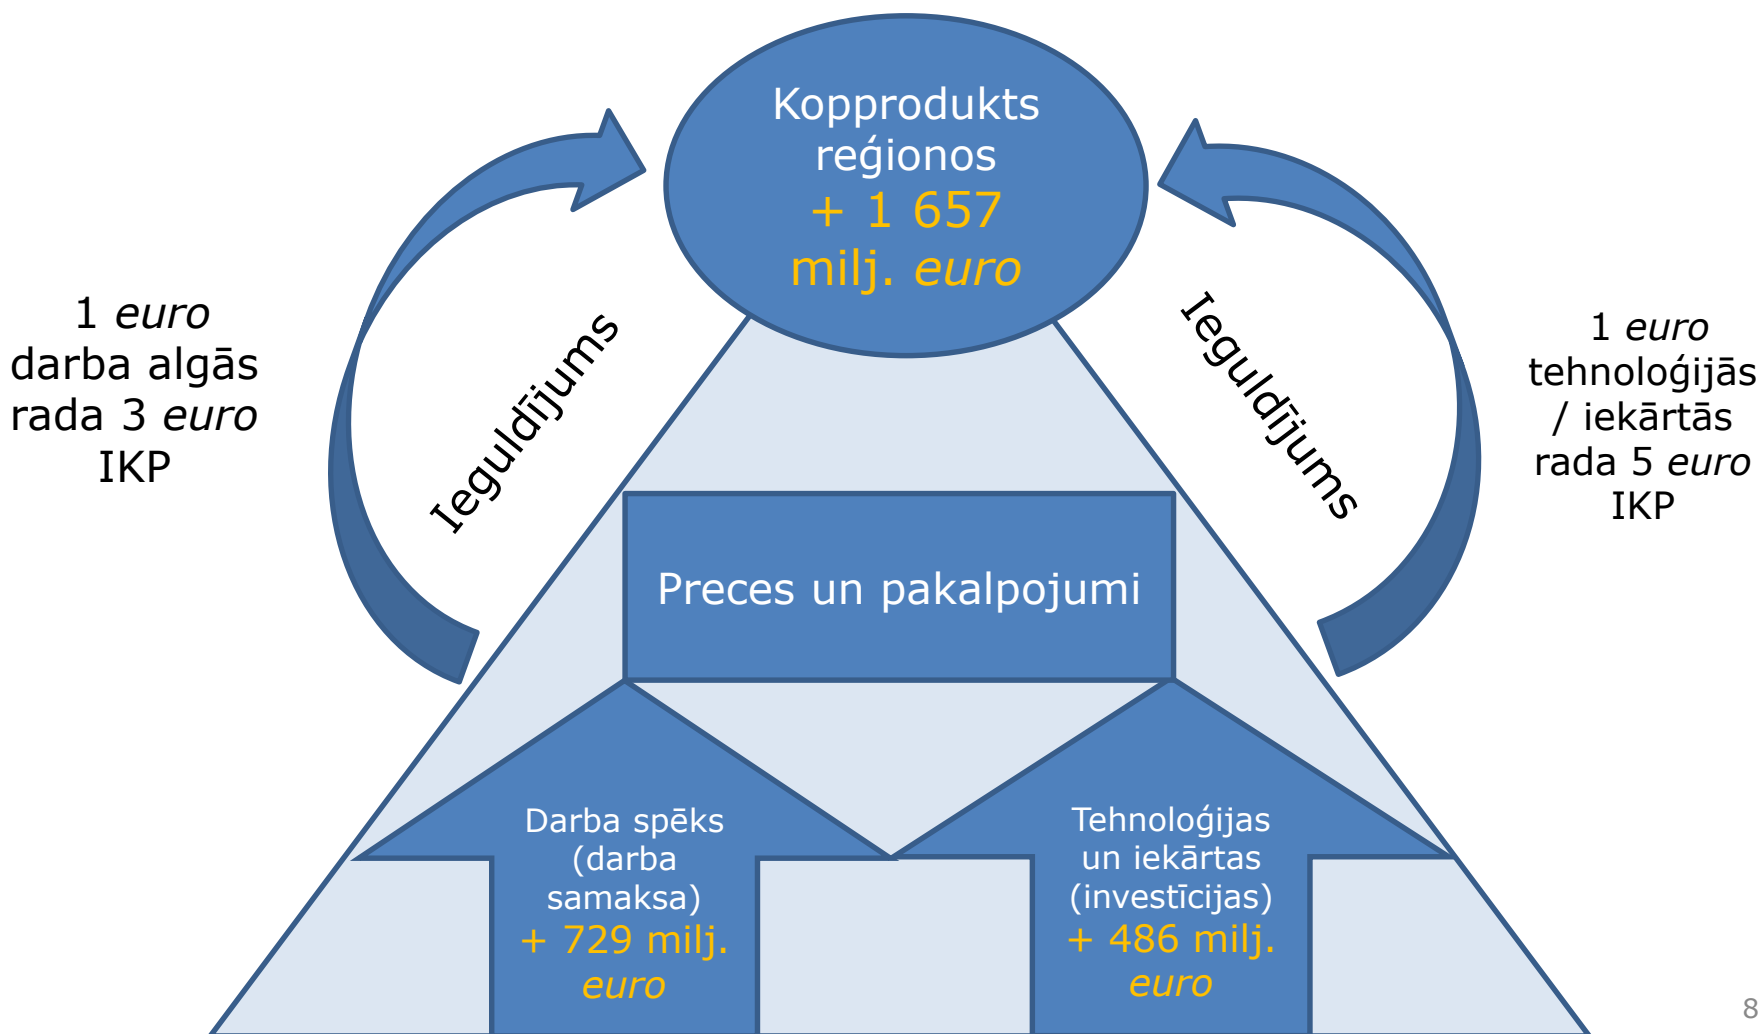 Kopprodukts
reģionos
+ 1 657
milj. euro
1 euro
darba algās
rada 3 euro
IKP
Ieguldījums
Ieguldījums
1 euro
tehnoloģijās
/ iekārtās
rada 5 euro
IKP
Preces un pakalpojumi
Darba spēks
(darba
samaksa)
+ 729 milj.
euro
Tehnoloģijas
un iekārtas
(investīcijas)
+ 486 milj.
euro
8